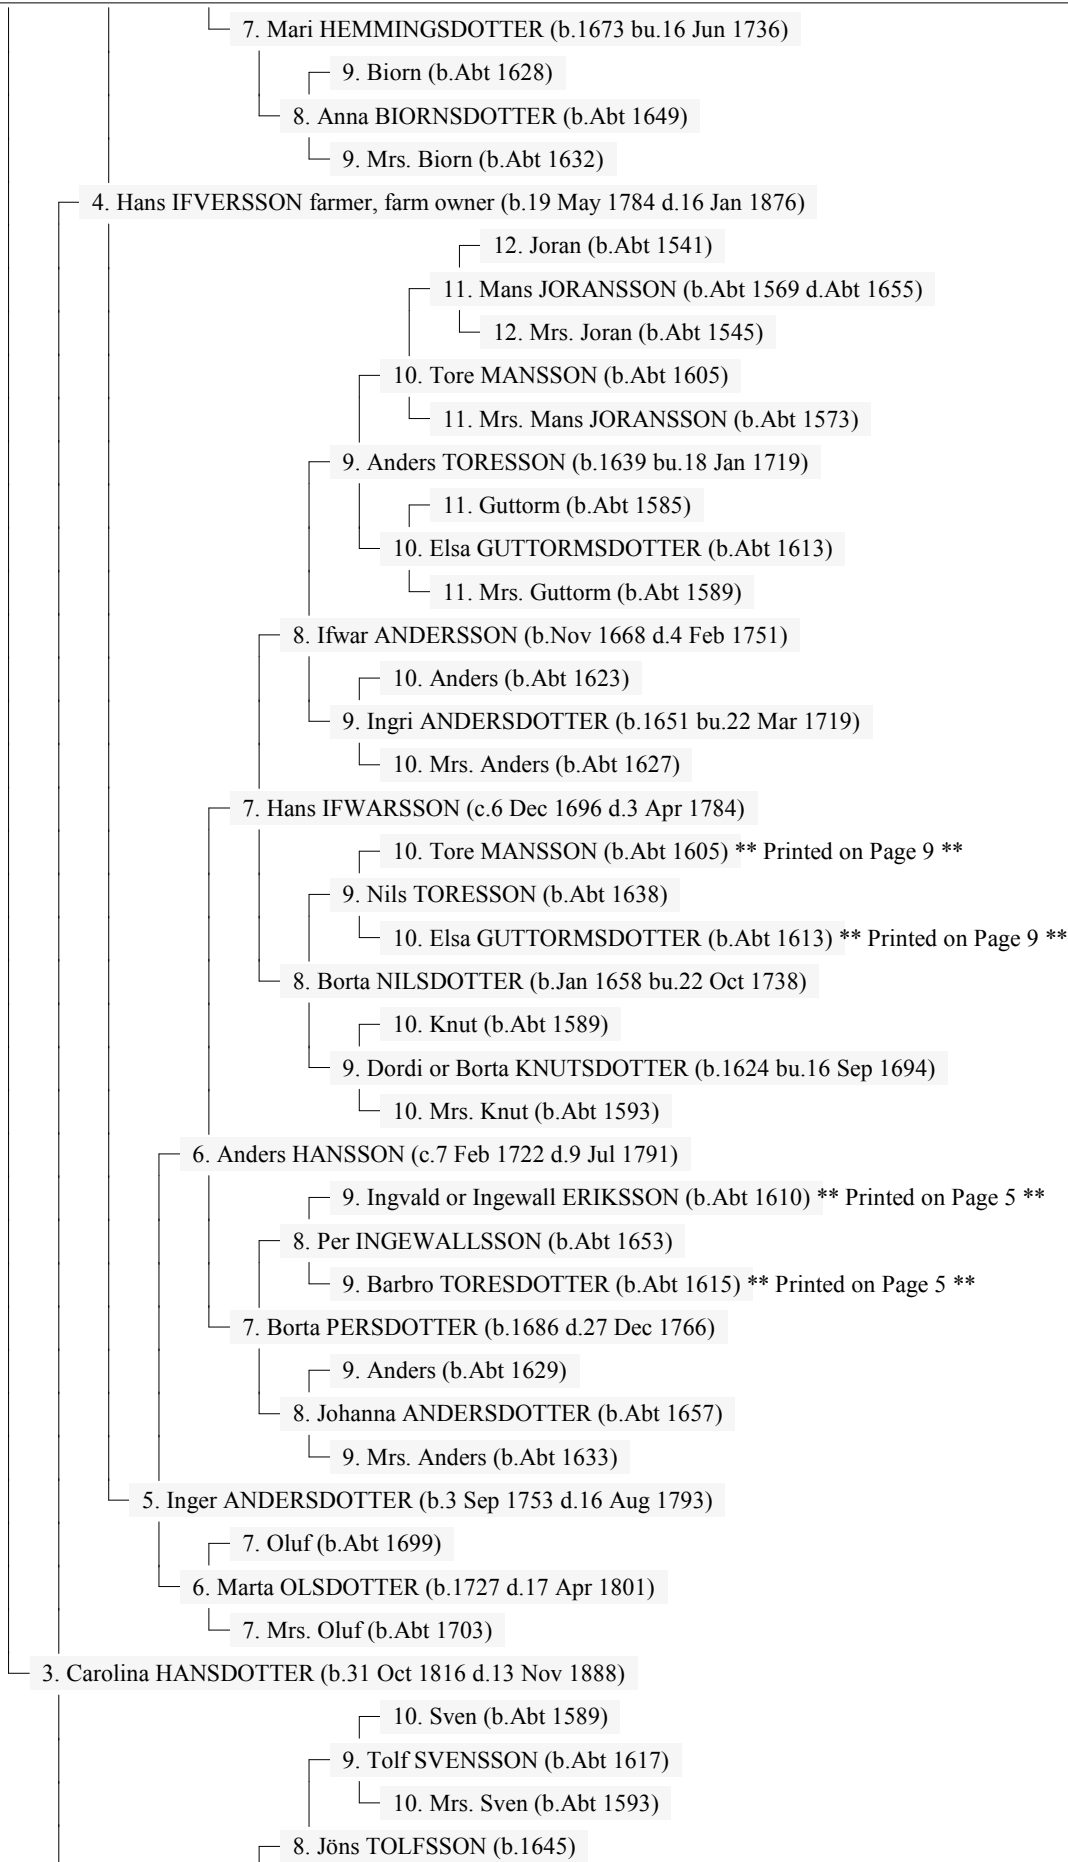 7. Mari HEMMINGSDOTTER (b.1673 bu.16 Jun 1736)
9. Biorn (b.Abt 1628)
8. Anna BIORNSDOTTER (b.Abt 1649)
9. Mrs. Biorn (b.Abt 1632)
4. Hans IFVERSSON farmer, farm owner (b.19 May 1784 d.16 Jan 1876)
12. Joran (b.Abt 1541)
11. Mans JORANSSON (b.Abt 1569 d.Abt 1655)
12. Mrs. Joran (b.Abt 1545)
10. Tore MANSSON (b.Abt 1605)
11. Mrs. Mans JORANSSON (b.Abt 1573)
9. Anders TORESSON (b.1639 bu.18 Jan 1719)
11. Guttorm (b.Abt 1585)
10. Elsa GUTTORMSDOTTER (b.Abt 1613)
11. Mrs. Guttorm (b.Abt 1589)
8. Ifwar ANDERSSON (b.Nov 1668 d.4 Feb 1751)
10. Anders (b.Abt 1623)
9. Ingri ANDERSDOTTER (b.1651 bu.22 Mar 1719)
10. Mrs. Anders (b.Abt 1627)
7. Hans IFWARSSON (c.6 Dec 1696 d.3 Apr 1784)
10. Tore MANSSON (b.Abt 1605) ** Printed on Page 9 **
9. Nils TORESSON (b.Abt 1638)
10. Elsa GUTTORMSDOTTER (b.Abt 1613) ** Printed on Page 9 **
8. Borta NILSDOTTER (b.Jan 1658 bu.22 Oct 1738)
10. Knut (b.Abt 1589)
9. Dordi or Borta KNUTSDOTTER (b.1624 bu.16 Sep 1694)
10. Mrs. Knut (b.Abt 1593)
6. Anders HANSSON (c.7 Feb 1722 d.9 Jul 1791)
9. Ingvald or Ingewall ERIKSSON (b.Abt 1610) ** Printed on Page 5 **
8. Per INGEWALLSSON (b.Abt 1653)
9. Barbro TORESDOTTER (b.Abt 1615) ** Printed on Page 5 **
7. Borta PERSDOTTER (b.1686 d.27 Dec 1766)
9. Anders (b.Abt 1629)
8. Johanna ANDERSDOTTER (b.Abt 1657)
9. Mrs. Anders (b.Abt 1633)
5. Inger ANDERSDOTTER (b.3 Sep 1753 d.16 Aug 1793)
7. Oluf (b.Abt 1699)
6. Marta OLSDOTTER (b.1727 d.17 Apr 1801)
7. Mrs. Oluf (b.Abt 1703)
3. Carolina HANSDOTTER (b.31 Oct 1816 d.13 Nov 1888)
10. Sven (b.Abt 1589)
9. Tolf SVENSSON (b.Abt 1617)
10. Mrs. Sven (b.Abt 1593)
8. Jöns TOLFSSON (b.1645)